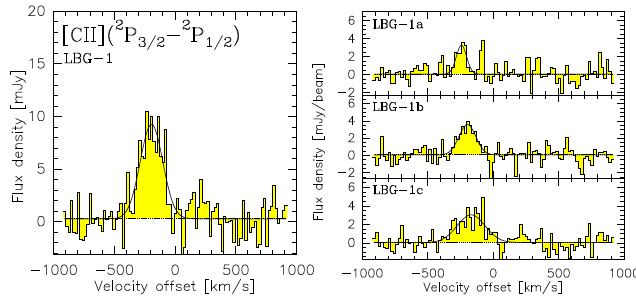 [CII](²P₃/₂−²P₁/₂)
LBG−1
20
15
10
5
0
Flux density [mJy]
−1000 −500 0 500 1000
Velocity offset [km/s]
LBG−1a
6
4
2
0
−2
LBG−1b
6
4
2
0
−2
LBG−1c
6
4
2
0
Flux density [mJy/beam]
−1000 −500 0 500 1000
Velocity offset [km/s]